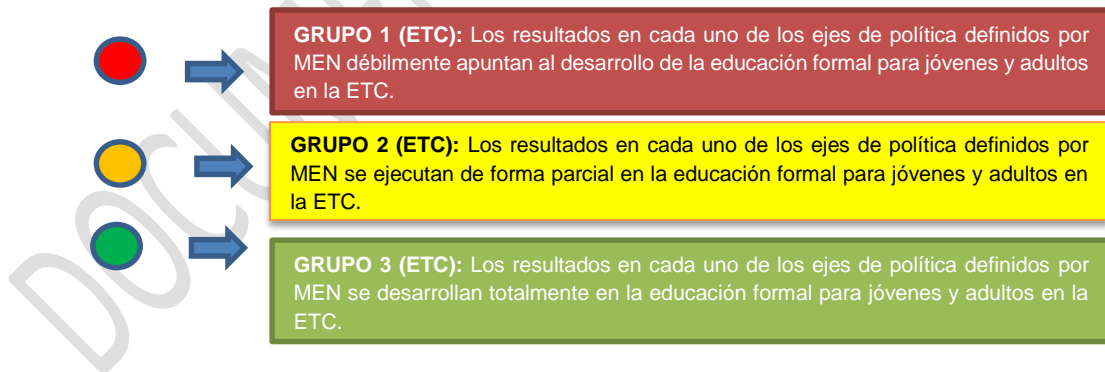 GRUPO 1 (ETC): Los resultados en cada uno de los ejes de política definidos por
MEN débilmente apuntan al desarrollo de la educación formal para jóvenes y adultos
en la ETC.
GRUPO 2 (ETC): Los resultados en cada uno de los ejes de política definidos por
MEN se ejecutan de forma parcial en la educación formal para jóvenes y adultos en
la ETC.
GRUPO 3 (ETC): Los resultados en cada uno de los ejes de política definidos por
MEN se desarrollan totalmente en la educación formal para jóvenes y adultos en la
ETC.